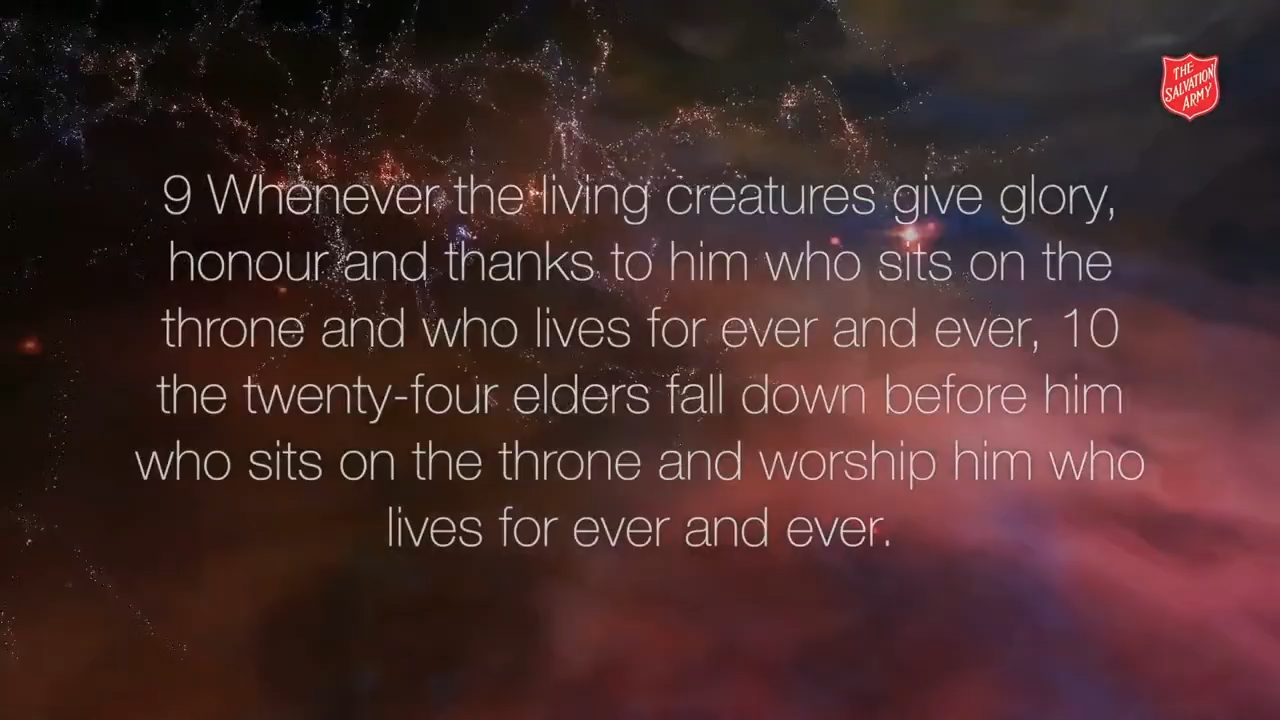 THE
SALVATION
ARMY
9 Whenever the living creatures give glory,
honour and thanks to him who sits on the
throne and who lives for ever and ever, 10
the twenty-four elders fall down before him
who sits on the throne and worship him who
lives for ever and ever.